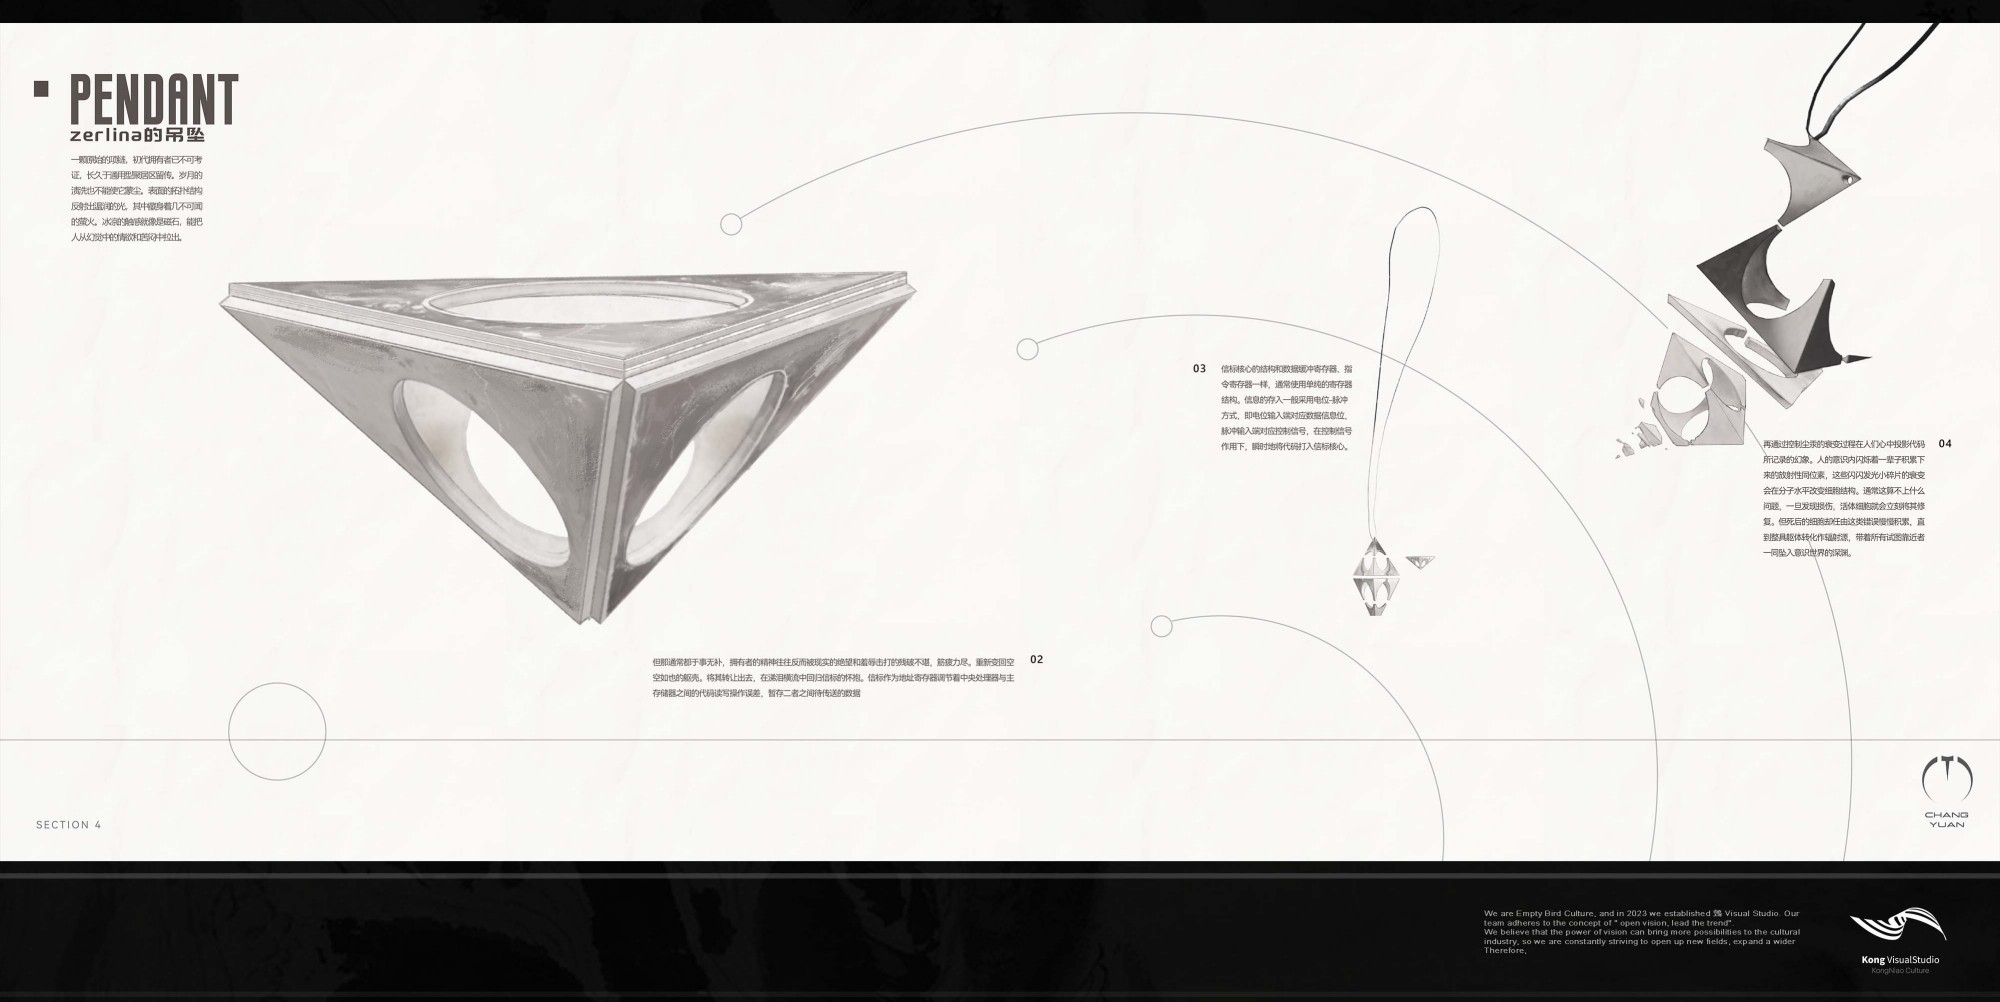 PENDANT
zerlina的吊坠
一颗原始的项链，初代拥有者已不可考
证，长久于通用型聚居区留传。岁月的
渍洗也不能使它蒙尘。表面的拓扑结构
反射出温润的光，其中徽身着几不可闻
的萤火。冰凉的触感就像是磁石，能把
人从幻觉中的情欲和苦闷中拉出。
但那通常都于事无补，拥有者的精神往往反而被现实的绝望和羞辱击打的残破不堪，筋疲力尽。重新变回空
空如也的躯壳。将其转让出去，在涕泪横流中回归信标的怀抱。信标作为地址寄存器调节着中央处理器与主
存储器之间的代码读写操作误差，暂存二者之间待传送的数据
02
03
信标核心的结构和数据缓冲寄存器、指
令寄存器一样，通常使用单纯的寄存器
结构。信息的存入一般采用电位-脉冲
方式，即电位输入端对应数据信息位，
脉冲输入端对应控制信号，在控制信号
作用下，瞬时地将代码打入信标核心。
04
再通过控制尘汞的衰变过程在人们心中投影代码
所记录的幻象。人的意识内闪烁着一辈子积累下
来的放射性同位素，这些闪闪发光小碎片的衰变
会在分子水平改变细胞结构。通常这算不上什么
问题，一旦发现损伤，活体细胞就会立刻将其修
复。但死后的细胞却任由这类错误慢慢积累，直
到整具躯体转化作辐射源，带着所有试图靠近者
一同坠入意识世界的深渊。
SECTION 4
CHANG
YUAN
We are Empty Bird Culture, and in 2023 we established Visual Studio. Our
team adheres to the concept of " open vision, lead the trend".
We believe that the power of vision can bring more possibilities to the cultural
industry, so we are constantly striving to open up new fields, expand a wider
Therefore,
Kong VisualStudio
KongNiao Culture